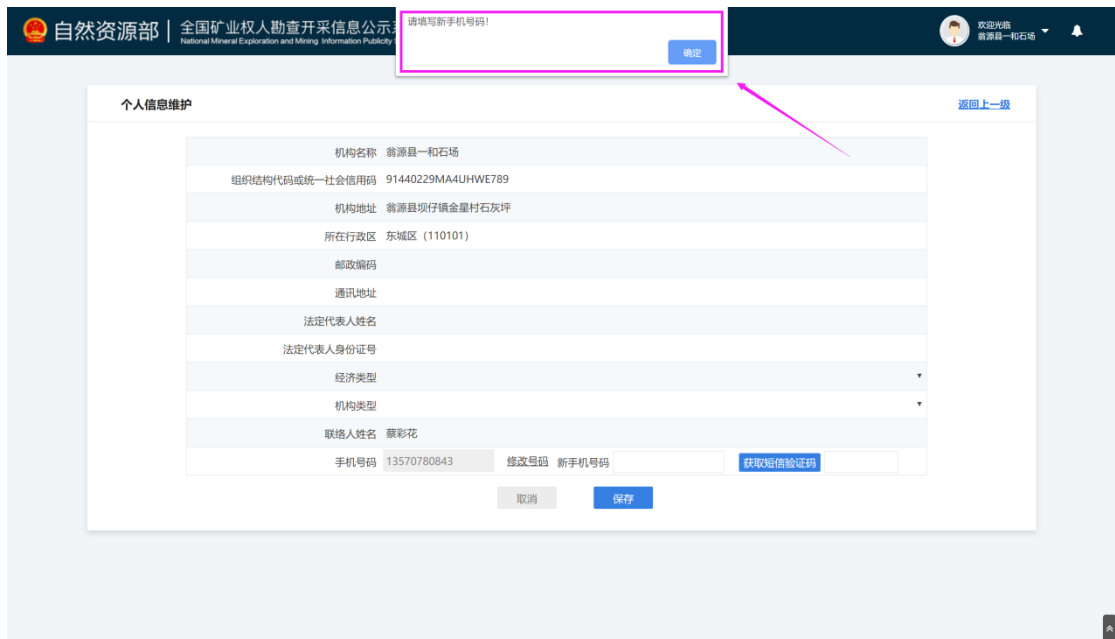 自然资源部
全国矿业权人勘查开采信息公示系
National Mineral Exploration and Mining Information Publicity
请填写新手机号码！
确定
欢迎光临
翁源县一和石场
个人信息维护
返回上一级
机构名称 翁源县一和石场
组织结构代码或统一社会信用码 91440229MA4UHWE789
机构地址 翁源县坝仔镇金星村石灰坪
所在行政区 东城区（110101）
邮政编码
通讯地址
法定代表人姓名
法定代表人身份证号
经济类型
机构类型
联络人姓名 蔡彩花
手机号码 13570780843 修改号码 新手机号码 获取短信验证码
取消 保存